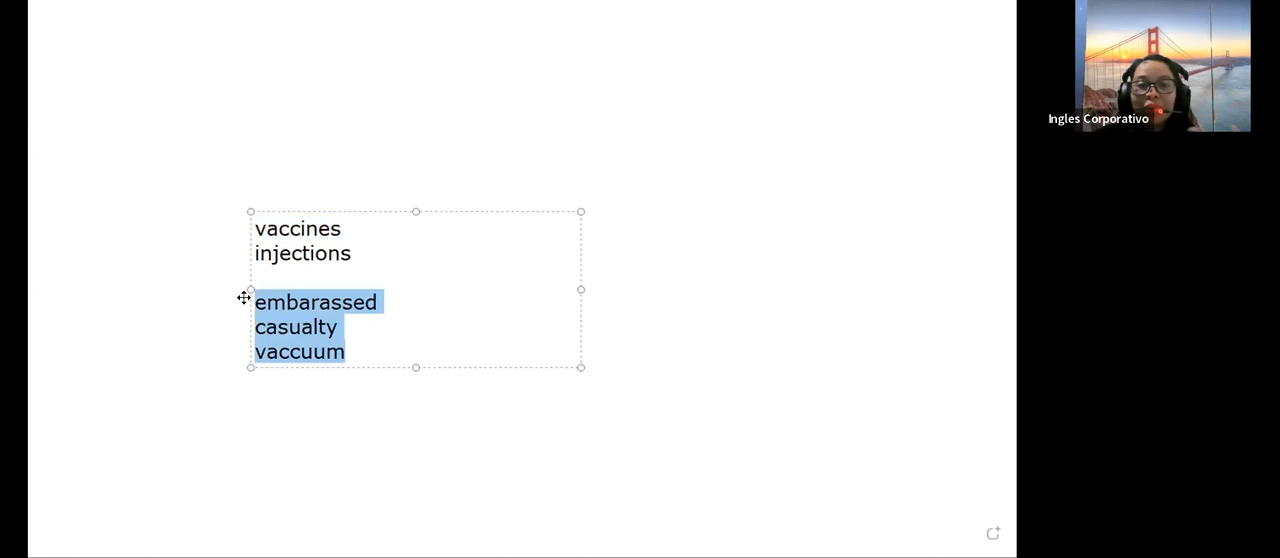 vaccines
injections
embarassed
casualty
vaccuum
Ingles Corporativo